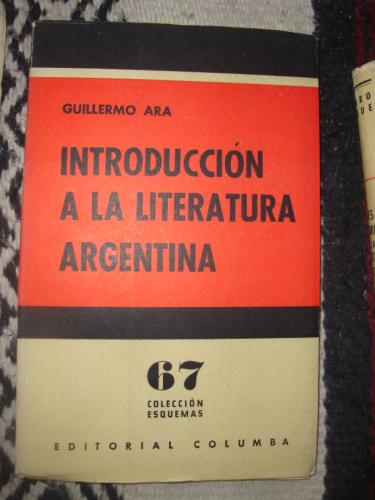 GUILLERMO ARA
INTRODUCCIÓN
A LA LITERATURA
ARGENTINA
67
COLECCIÓN
ESQUEMAS
EDITORIAL COLUMBA